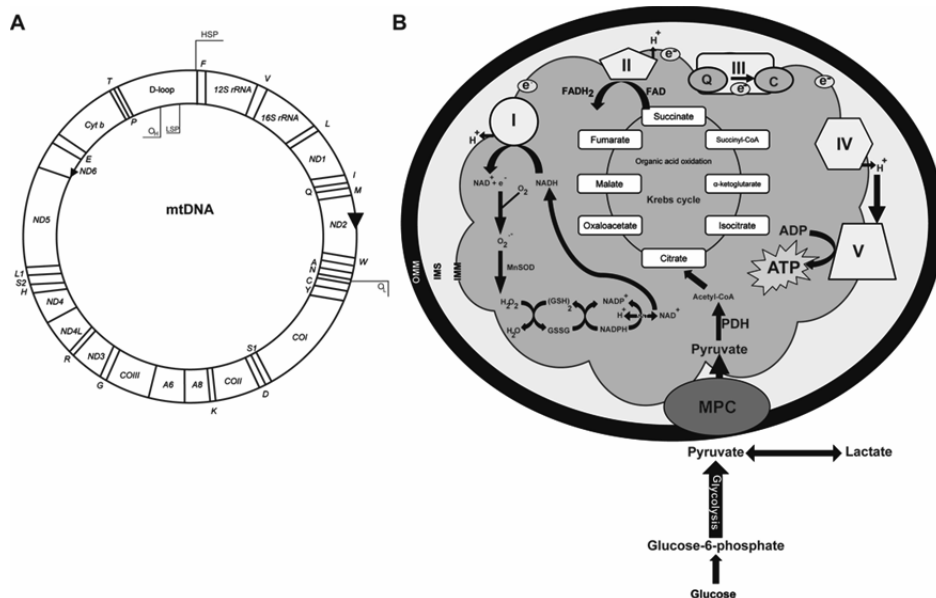 A
HSP
T
D-loop
F
12S rRNA
V
16S rRNA
L
ND1
I
Q
M
ND2
A
N
C
Y
W
O
L
COI
S1
D
COII
K
A8
A6
COIII
G
ND3
R
ND4L
ND4
H
S2
L1
ND5
ND6
E
Cyt b
P
O
H
LSP
mtDNA
B
OMM
IMS
IMM
I
H+
e-
II
H+
FADH2
FAD
e-
Q
III
C
e-
e-
IV
H+
V
ADP
ATP
Succinate
Fumarate
Succinyl-CoA
Organic acid oxidation
Malate
α-ketoglutarate
Krebs cycle
Oxaloacetate
Isocitrate
Citrate
NAD+ + e-
NADH
O2
O2.-
MnSOD
H2O2
(GSH)2
NADP+
H+
NAD+
H2O
GSSG
NADPH
Acetyl-CoA
PDH
Pyruvate
MPC
Pyruvate
Lactate
Glycolysis
Glucose-6-phosphate
Glucose